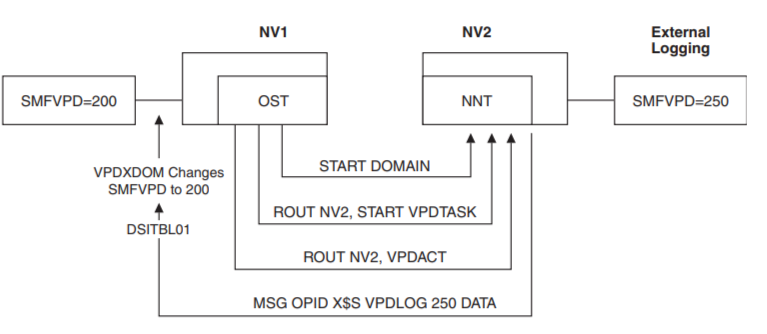 NV1
NV2
External
Logging
SMFVPD=200
OST
NNT
SMFVPD=250
VPDXDOM Changes
SMFVPD to 200
DSITBL01
START DOMAIN
ROUT NV2, START VPDTASK
ROUT NV2, VPDACT
MSG OPID X$S VPDLOG 250 DATA